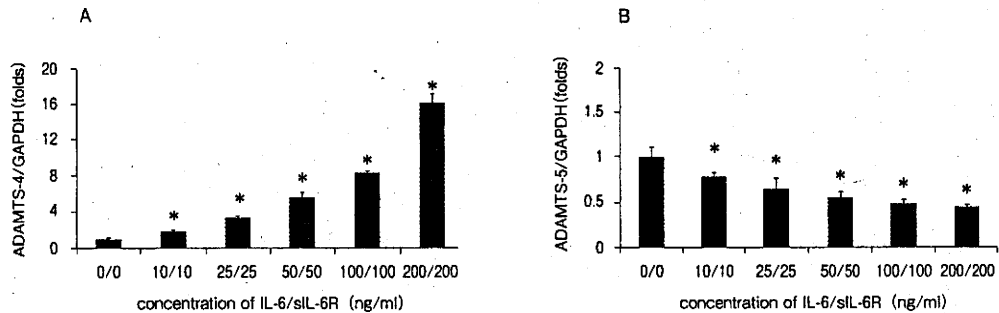 A
ADAMTS-4/GAPDH (folds)
20
16
12
8
4
0
*
*
*
*
*
0/0 10/10 25/25 50/50 100/100 200/200
concentration of IL-6/sIL-6R (ng/ml)
B
ADAMTS-5/GAPDH (folds)
2
1.5
1
0.5
0
*
*
*
*
*
0/0 10/10 25/25 50/50 100/100 200/200
concentration of IL-6/sIL-6R (ng/ml)